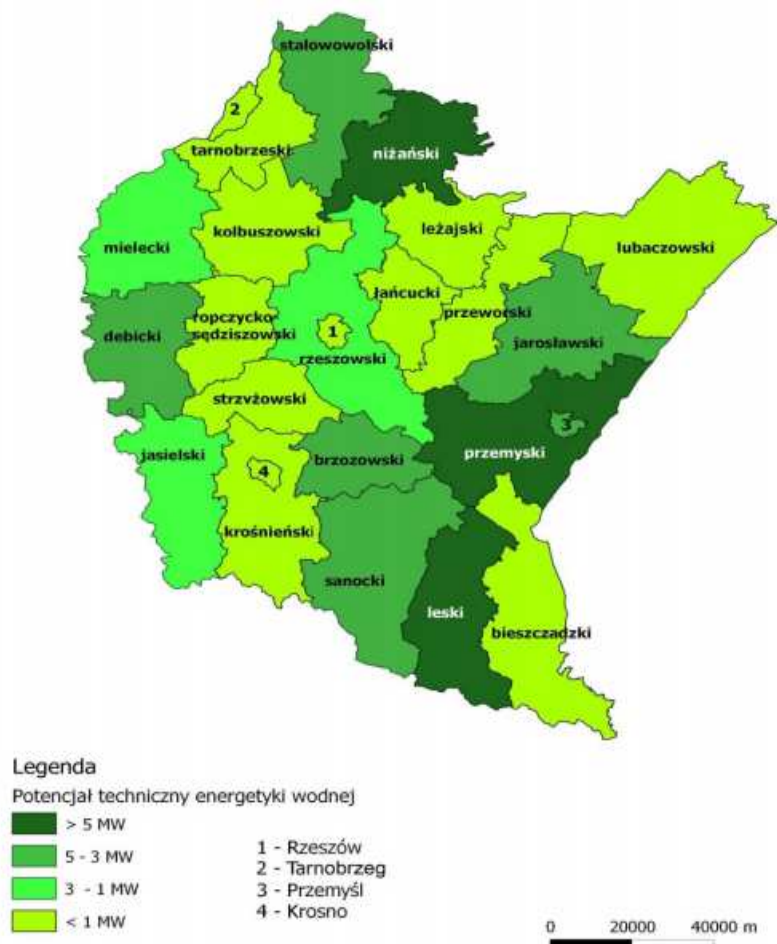 stalowowolski
2
tarnobrzeski
niżański
mielecki
kolbuszowski
leżajski
lubaczowski
łańcucki
ropczycko-
sędziszowski
debicki
1
przeworski
rzeszowski
jarosławski
strzyżowski
3
jasielski
brzozowski
przemyski
4
krośnieński
sanocki
leski
bieszczadzki
Legenda
Potencjał techniczny energetyki wodnej
> 5 MW
5 - 3 MW
3 - 1 MW
< 1 MW
1 - Rzeszów
2 - Tarnobrzeg
3 - Przemyśl
4 - Krosno
0 20000 40000 m